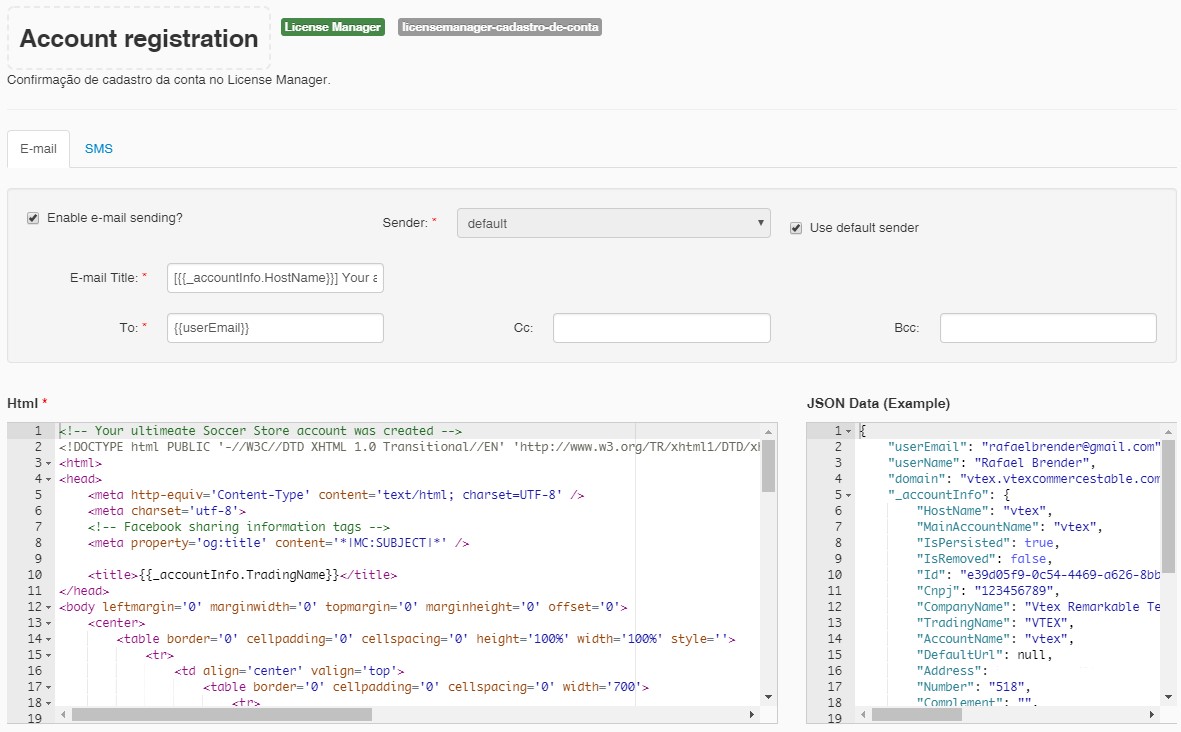 Account registration License Manager licensemanager-cadastro-de-conta
Confirmação de cadastro da conta no License Manager.
E-mail SMS
Enable e-mail sending? Sender: * default Use default sender
E-mail Title: * [{{_accountInfo.HostName}}] Your a
To: * {{userEmail}} Cc: Bcc:
Html *
1 <!-- Your ultimeate Soccer Store account was created -->
2 <!DOCTYPE html PUBLIC '-//W3C//DTD XHTML 1.0 Transitional//EN' 'http://www.w3.org/TR/xhtml1/DTD/xh
3 <html>
4 <head>
5 <meta http-equiv='Content-Type' content='text/html; charset=UTF-8' />
6 <meta charset='utf-8'>
7 <!-- Facebook sharing information tags -->
8 <meta property='og:title' content='*|MC:SUBJECT|*' />
9
10 <title>{{_accountInfo.TradingName}}</title>
11 </head>
12 <body leftmargin='0' marginwidth='0' topmargin='0' marginheight='0' offset='0'>
13 <center>
14 <table border='0' cellpadding='0' cellspacing='0' height='100%' width='100%' style=''>
15 <tr>
16 <td align='center' valign='top'>
17 <table border='0' cellpadding='0' cellspacing='0' width='700'>
18 <tr>
19
JSON Data (Example)
1 {
2 "userEmail": "rafaelbrender@gmail.com"
3 "userName": "Rafael Brender",
4 "domain": "vtex.vtexcommercestable.com
5 "_accountInfo": {
6 "HostName": "vtex",
7 "MainAccountName": "vtex",
8 "IsPersisted": true,
9 "IsRemoved": false,
10 "Id": "e39d05f9-0c54-4469-a626-8bb
11 "Cnpj": "123456789",
12 "CompanyName": "Vtex Remarkable Te
13 "TradingName": "VTEX",
14 "AccountName": "vtex",
15 "DefaultUrl": null,
16 "Address":
17 "Number": "518",
18 "Complement": "",
19